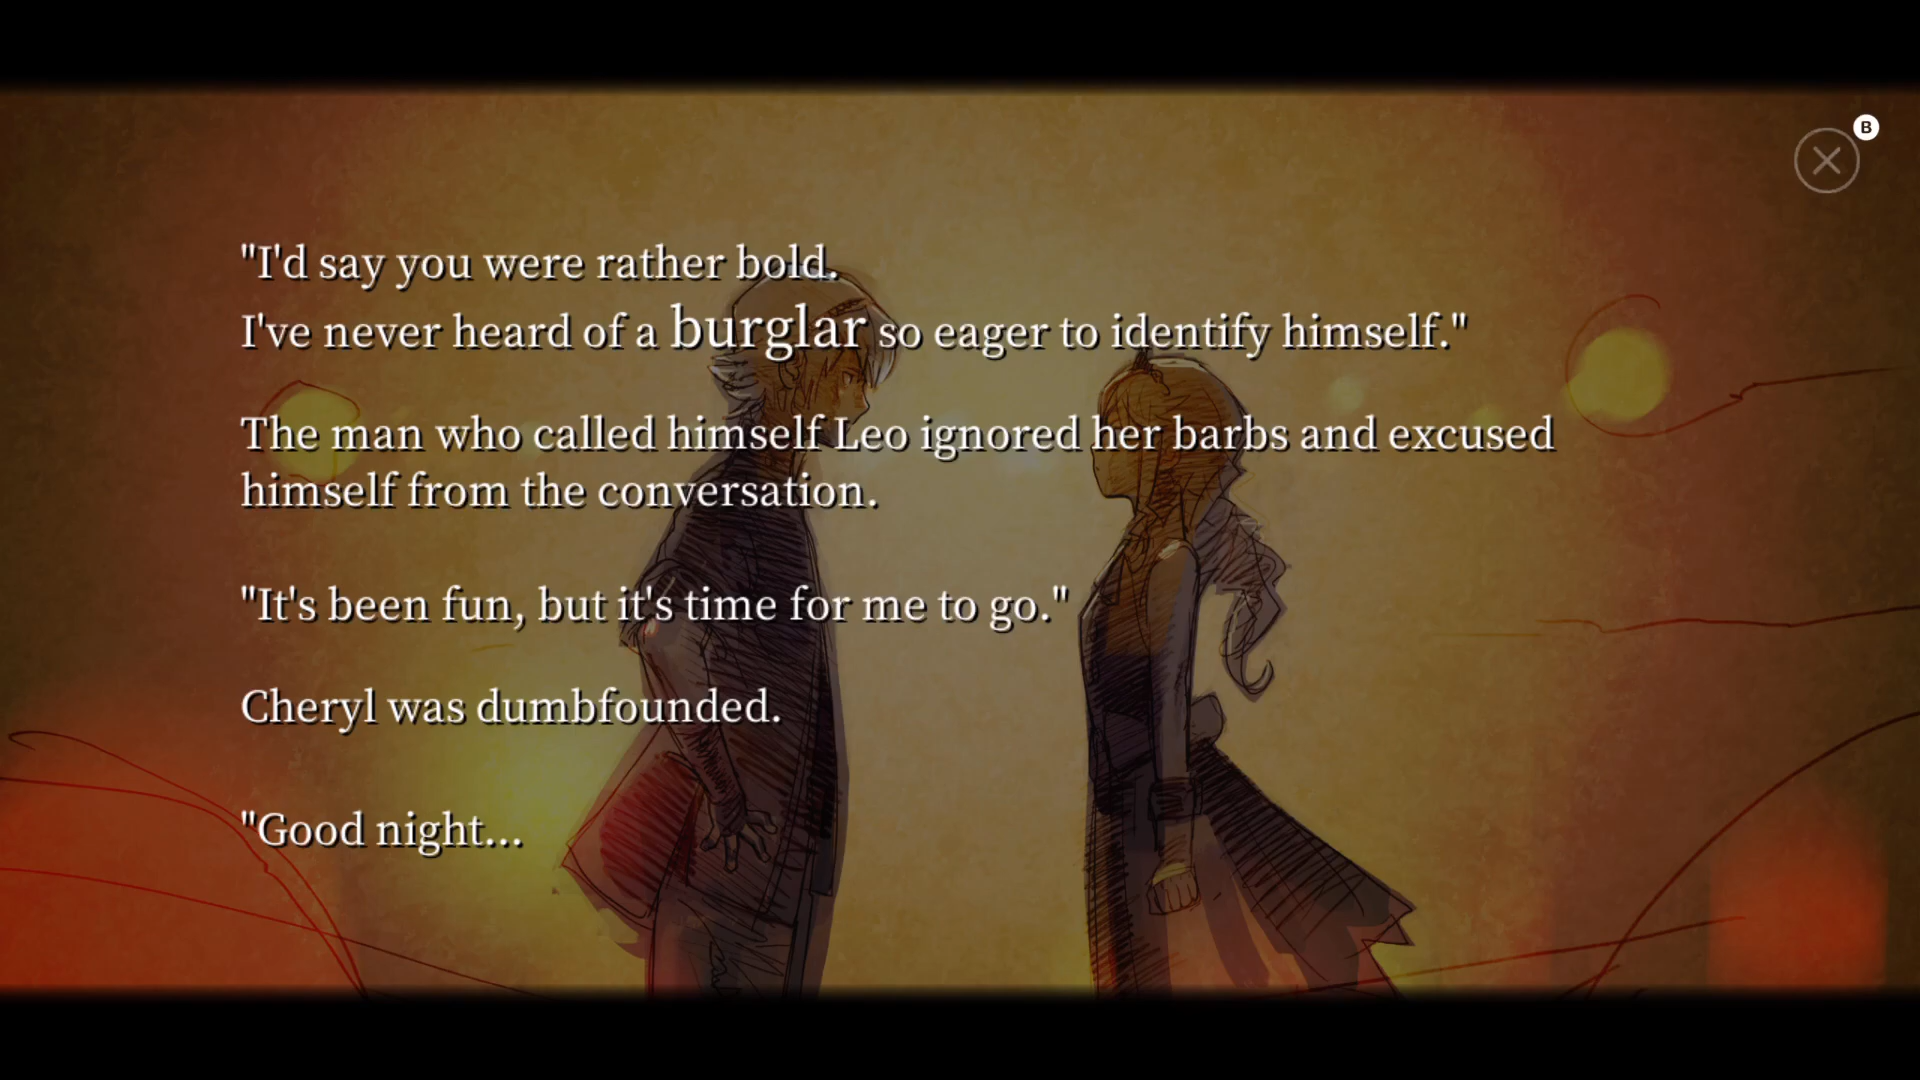 B
"I'd say you were rather bold.
I've never heard of a burglar so eager to identify himself."
The man who called himself Leo ignored her barbs and excused
himself from the conversation.
"It's been fun, but it's time for me to go."
Cheryl was dumbfounded.
"Good night...